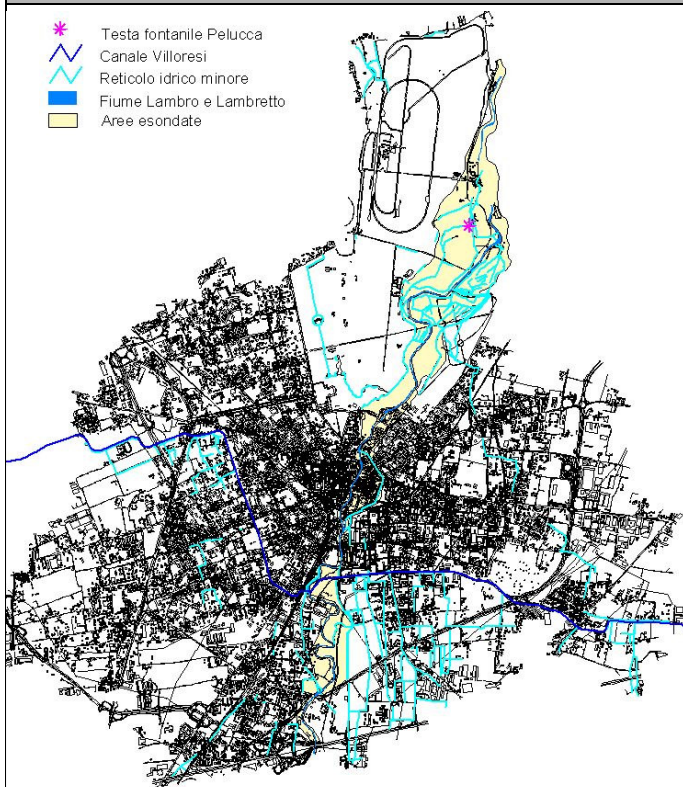 Testa fontanile Pelucca
Canale Villoresi
Reticolo idrico minore
Fiume Lambro e Lambretto
Aree esondate